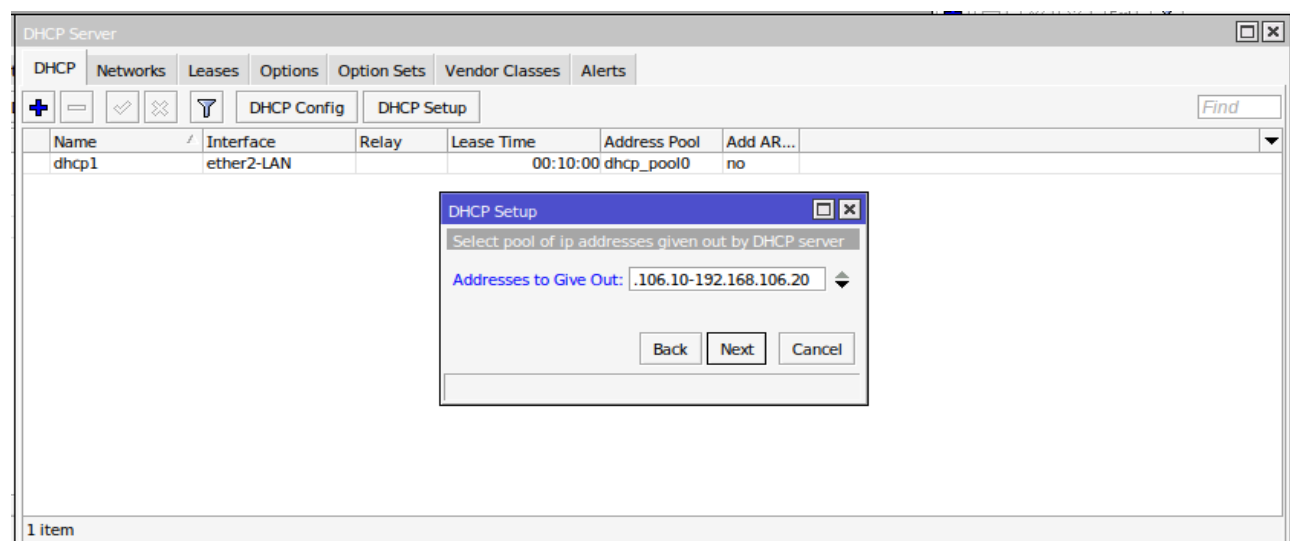 DHCP Server
DHCP Networks Leases Options Option Sets Vendor Classes Alerts
DHCP Config DHCP Setup Find
Name Interface Relay Lease Time Address Pool Add AR...
dhcp1 ether2-LAN 00:10:00 dhcp_pool0 no
DHCP Setup
Select pool of ip addresses given out by DHCP server
Addresses to Give Out: .106.10-192.168.106.20
Back Next Cancel
1 item